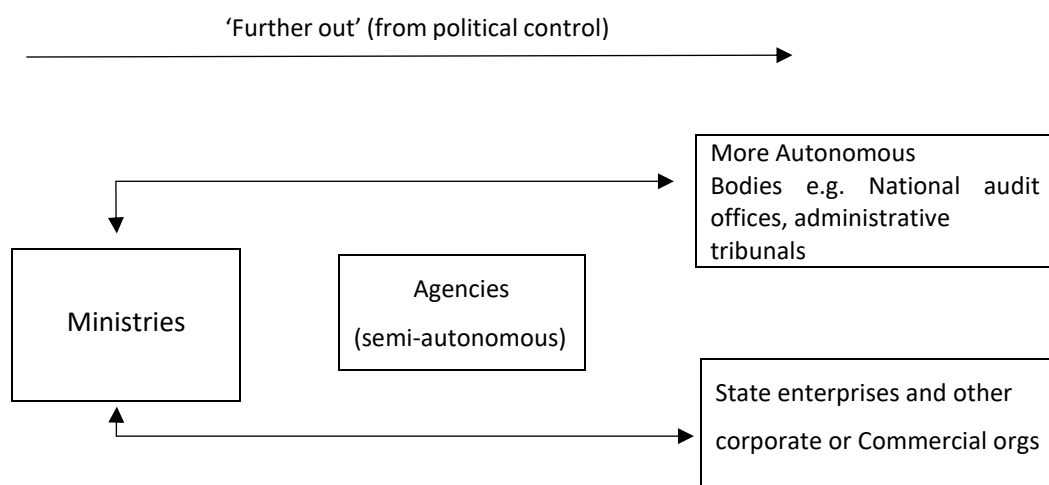 ‘Further out’ (from political control)
More Autonomous
Bodies e.g. National audit
offices, administrative
tribunals
Ministries
Agencies
(semi-autonomous)
State enterprises and other
corporate or Commercial orgs